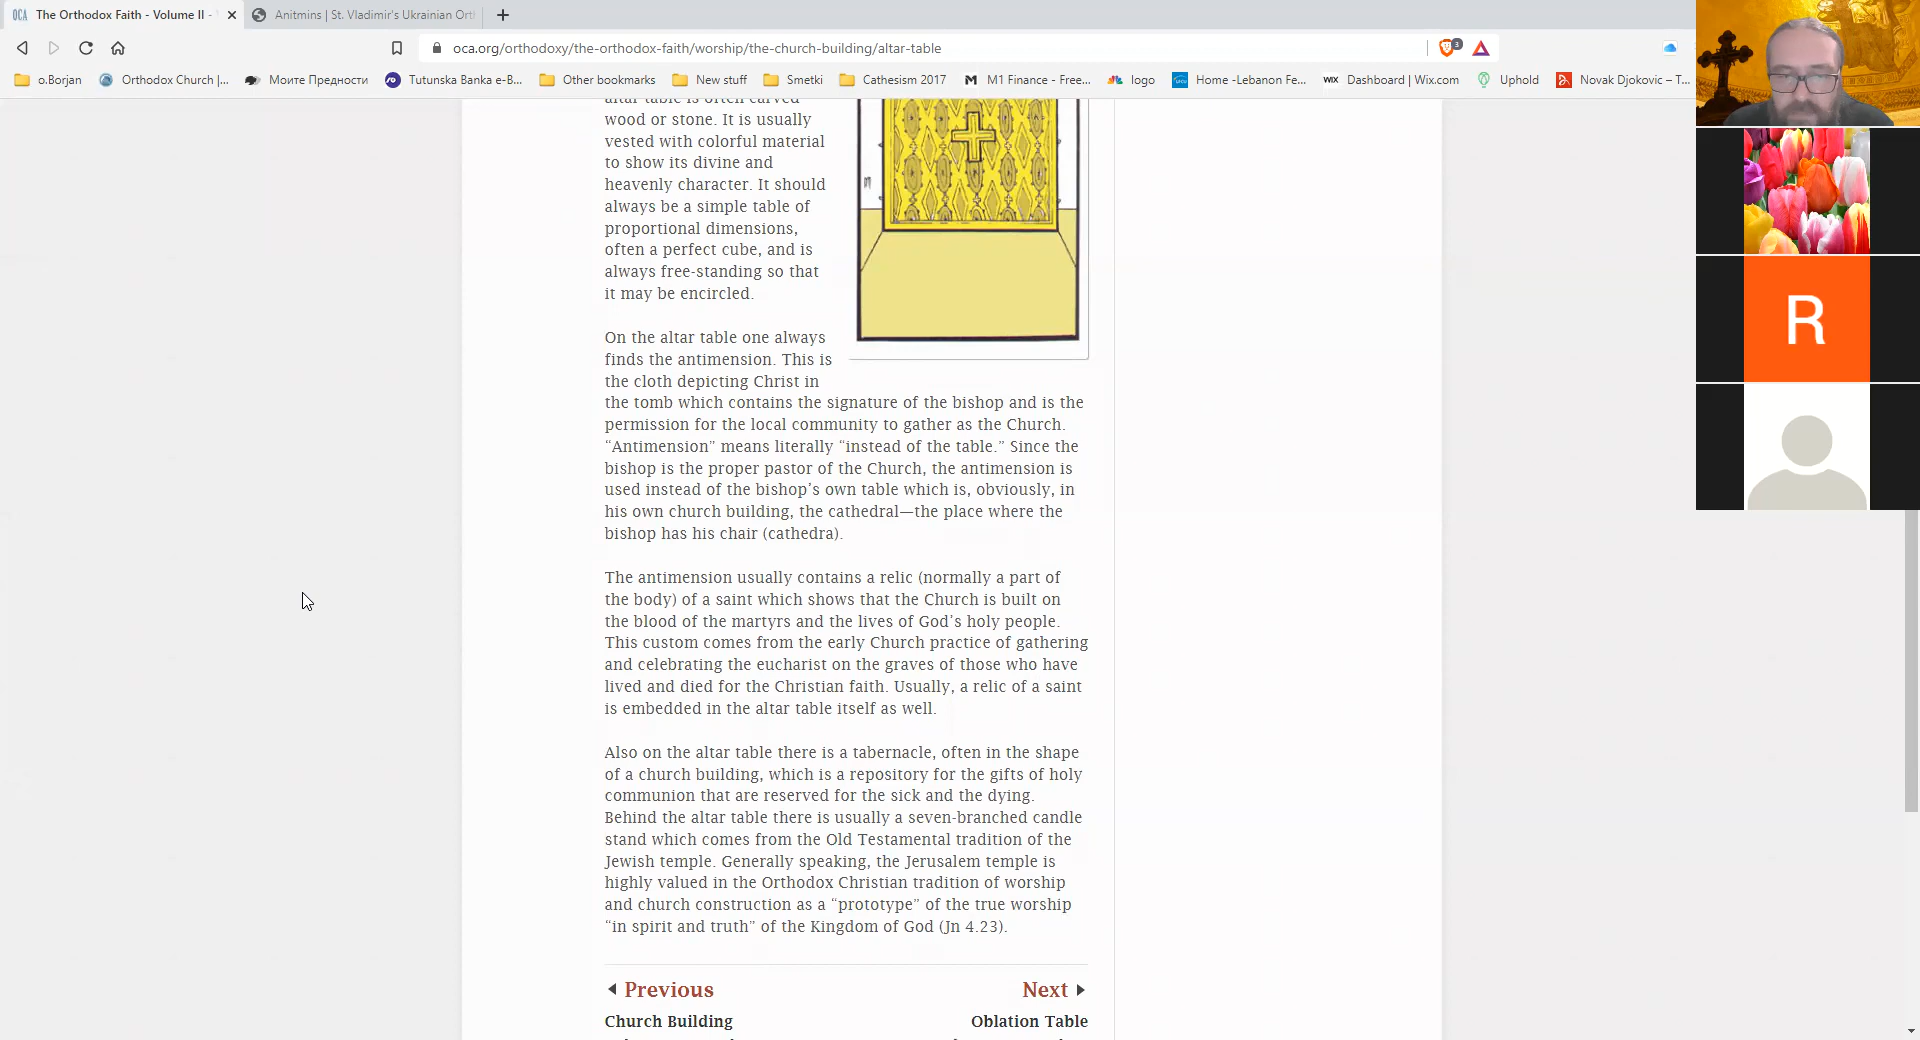 The Orthodox Faith - Volume II -
Anitmins | St. Vladimir's Ukrainian Ort
oca.org/orthodoxy/the-orthodox-faith/worship/the-church-building/altar-table
3
o.Borjan
Orthodox Church |...
Моите Предности
Tutunska Banka e-B...
Other bookmarks
New stuff
Smetki
Cathesism 2017
M1 Finance - Free...
logo
Home -Lebanon Fe...
WIX Dashboard | Wix.com
Uphold
Novak Djokovic – T...
altar table is often carved
wood or stone. It is usually
vested with colorful material
to show its divine and
heavenly character. It should
always be a simple table of
proportional dimensions,
often a perfect cube, and is
always free-standing so that
it may be encircled.
On the altar table one always
finds the antimension. This is
the cloth depicting Christ in
the tomb which contains the signature of the bishop and is the
permission for the local community to gather as the Church.
“Antimension” means literally “instead of the table.” Since the
bishop is the proper pastor of the Church, the antimension is
used instead of the bishop’s own table which is, obviously, in
his own church building, the cathedral—the place where the
bishop has his chair (cathedra).
The antimension usually contains a relic (normally a part of
the body) of a saint which shows that the Church is built on
the blood of the martyrs and the lives of God’s holy people.
This custom comes from the early Church practice of gathering
and celebrating the eucharist on the graves of those who have
lived and died for the Christian faith. Usually, a relic of a saint
is embedded in the altar table itself as well.
Also on the altar table there is a tabernacle, often in the shape
of a church building, which is a repository for the gifts of holy
communion that are reserved for the sick and the dying.
Behind the altar table there is usually a seven-branched candle
stand which comes from the Old Testamental tradition of the
Jewish temple. Generally speaking, the Jerusalem temple is
highly valued in the Orthodox Christian tradition of worship
and church construction as a “prototype” of the true worship
“in spirit and truth” of the Kingdom of God (Jn 4.23).
Previous
Next
Church Building
Oblation Table
R